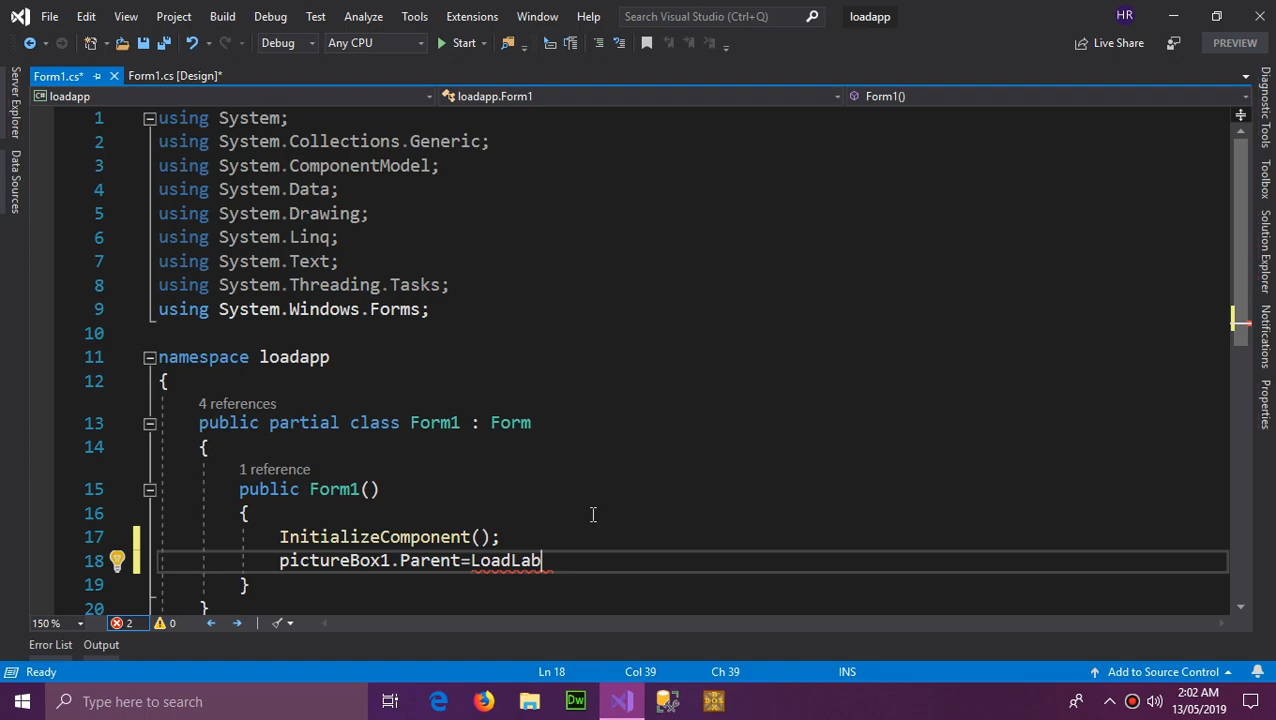 File Edit View Project Build Debug Test Analyze Tools Extensions Window Help Search Visual Studio (Ctrl+Q) loadapp HR
Debug Any CPU Start Live Share PREVIEW
Form1.cs* Form1.cs [Design]*
loadapp loadapp.Form1 Form1()
Server Explorer
Data Sources
1 using System;
2 using System.Collections.Generic;
3 using System.ComponentModel;
4 using System.Data;
5 using System.Drawing;
6 using System.Linq;
7 using System.Text;
8 using System.Threading.Tasks;
9 using System.Windows.Forms;
10
11 namespace loadapp
12 {
4 references
13 public partial class Form1 : Form
14 {
1 reference
15 public Form1()
16 {
17 InitializeComponent();
18 pictureBox1.Parent=LoadLab
19 }
20 }
Diagnostic Tools
Toolbox
Solution Explorer
Notifications
Properties
150 % 2 0
Error List Output
Ready Ln 18 Col 39 Ch 39 INS Add to Source Control
Type here to search Dw DOS 2:02 AM
13/05/2019